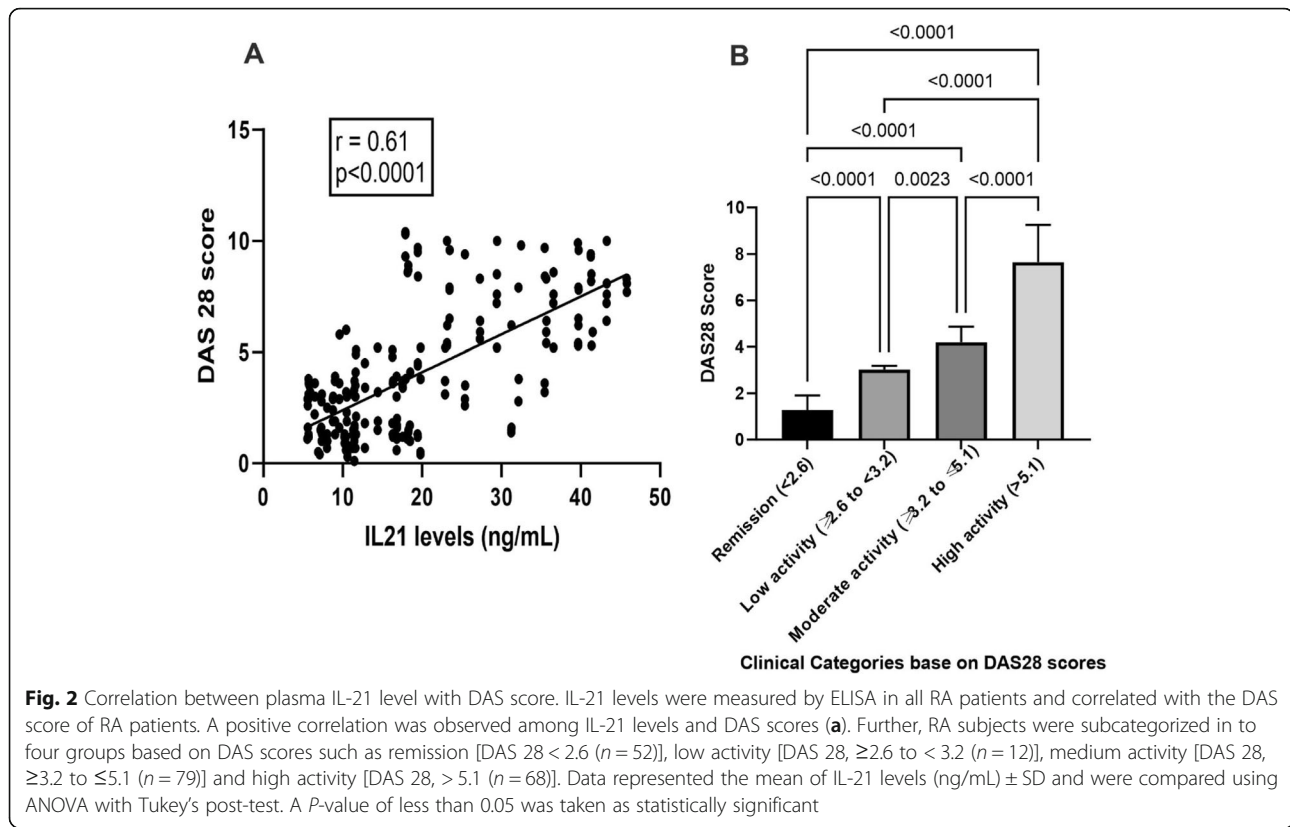 A
r = 0.61
p<0.0001
15
10
5
0
DAS 28 score
0 10 20 30 40 50
IL21 levels (ng/mL)
B
<0.0001
<0.0001
<0.0001
<0.0001 0.0023 <0.0001
10
8
6
4
2
0
DAS28 Score
Remission (<2.6)
Low activity (≥2.6 to <3.2)
Moderate activity (≥3.2 to ≤5.1)
High activity (>5.1)
Clinical Categories base on DAS28 scores
Fig. 2 Correlation between plasma IL-21 level with DAS score. IL-21 levels were measured by ELISA in all RA patients and correlated with the DAS
score of RA patients. A positive correlation was observed among IL-21 levels and DAS scores (a). Further, RA subjects were subcategorized in to
four groups based on DAS scores such as remission [DAS 28 < 2.6 (n = 52)], low activity [DAS 28, ≥2.6 to < 3.2 (n = 12)], medium activity [DAS 28,
≥3.2 to ≤5.1 (n = 79)] and high activity [DAS 28, > 5.1 (n = 68)]. Data represented the mean of IL-21 levels (ng/mL) ± SD and were compared using
ANOVA with Tukey's post-test. A P-value of less than 0.05 was taken as statistically significant